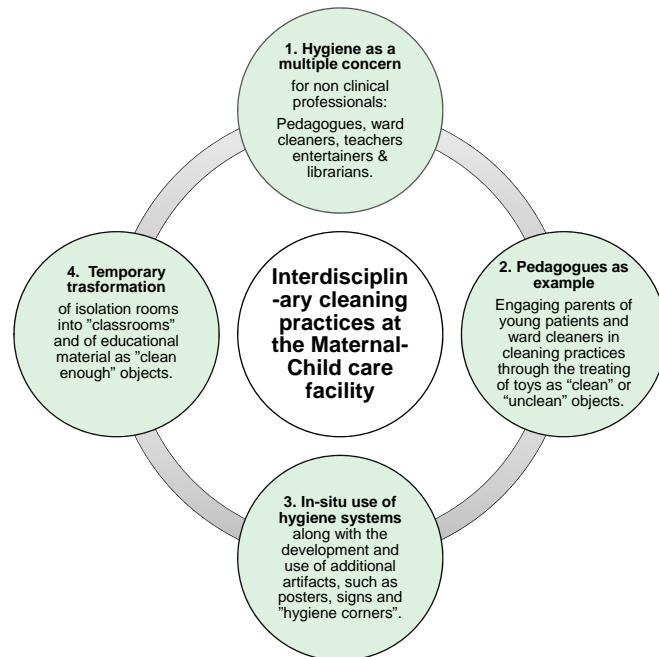 1. Hygiene as a
multiple concern
for non clinical
professionals:
Pedagogues, ward
cleaners, teachers
entertainers &
librarians.
2. Pedagogues as
example
Engaging parents of
young patients and
ward cleaners in
cleaning practices
through the treating
of toys as “clean” or
“unclean” objects.
3. In-situ use of
hygiene systems
along with the
development and
use of additional
artifacts, such as
posters, signs and
”hygiene corners”.
4. Temporary
trasformation
of isolation rooms
into ”classrooms”
and of educational
material as ”clean
enough” objects.
Interdisciplin
-ary cleaning
practices at
the Maternal-
Child care
facility